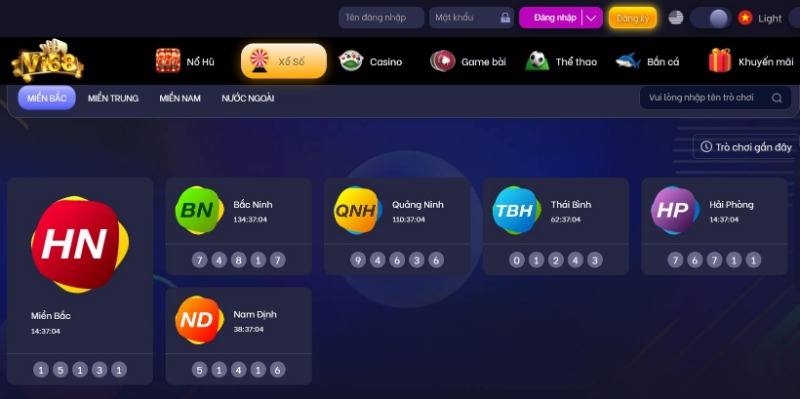 Tên đăng nhập
Mật khẩu
Đăng nhập
Đăng ký
Light
Vi68
Nổ Hũ
Xổ Số
Casino
Game bài
Thể thao
Bắn cá
Khuyến mãi
MIỀN BẮC
MIỀN TRUNG
MIỀN NAM
NƯỚC NGOÀI
Vui lòng nhập tên trò chơi
Trò chơi gần đây
HN
Miền Bắc
14:37:04
1 5 1 3 1
BN
Bắc Ninh
134:37:04
7 4 8 1 7
QNH
Quảng Ninh
110:37:04
9 4 6 3 6
TBH
Thái Bình
62:37:04
0 1 2 4 3
HP
Hải Phòng
14:37:04
7 6 7 1 1
ND
Nam Định
38:37:04
5 1 4 1 6